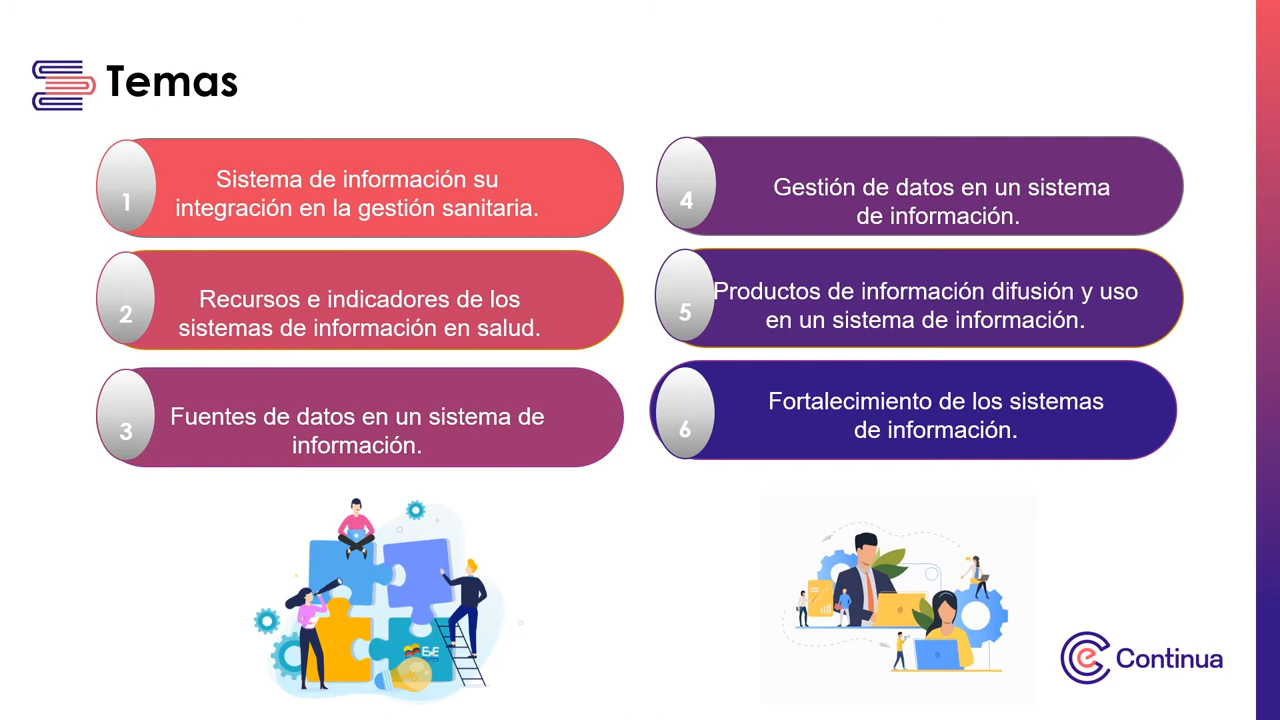 Temas
1
Sistema de información su
integración en la gestión sanitaria.
2
Recursos e indicadores de los
sistemas de información en salud.
3
Fuentes de datos en un sistema de
información.
4
Gestión de datos en un sistema
de información.
5
Productos de información difusión y uso
en un sistema de información.
6
Fortalecimiento de los sistemas
de información.
Continua